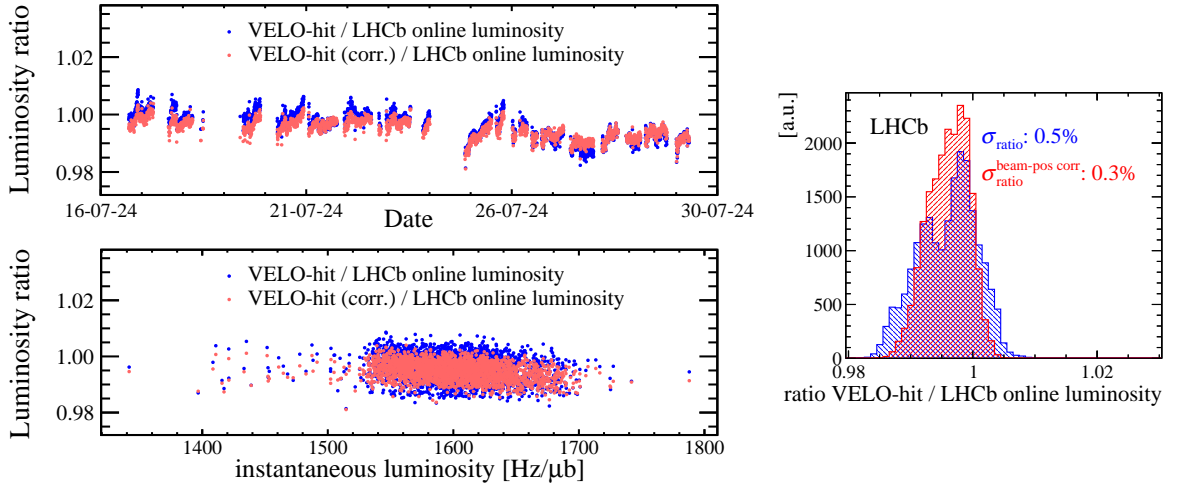 Luminosity ratio
1.02
1.00
0.98
VELO-hit / LHCb online luminosity
VELO-hit (corr.) / LHCb online luminosity
16-07-24
21-07-24
26-07-24
30-07-24
Date
Luminosity ratio
1.02
1.00
0.98
VELO-hit / LHCb online luminosity
VELO-hit (corr.) / LHCb online luminosity
1400
1500
1600
1700
1800
instantaneous luminosity [Hz/μb]
[a.u.]
2000
1500
1000
500
0
LHCb
σratio: 0.5%
σratio beam-pos corr: 0.3%
0.98
1
1.02
ratio VELO-hit / LHCb online luminosity